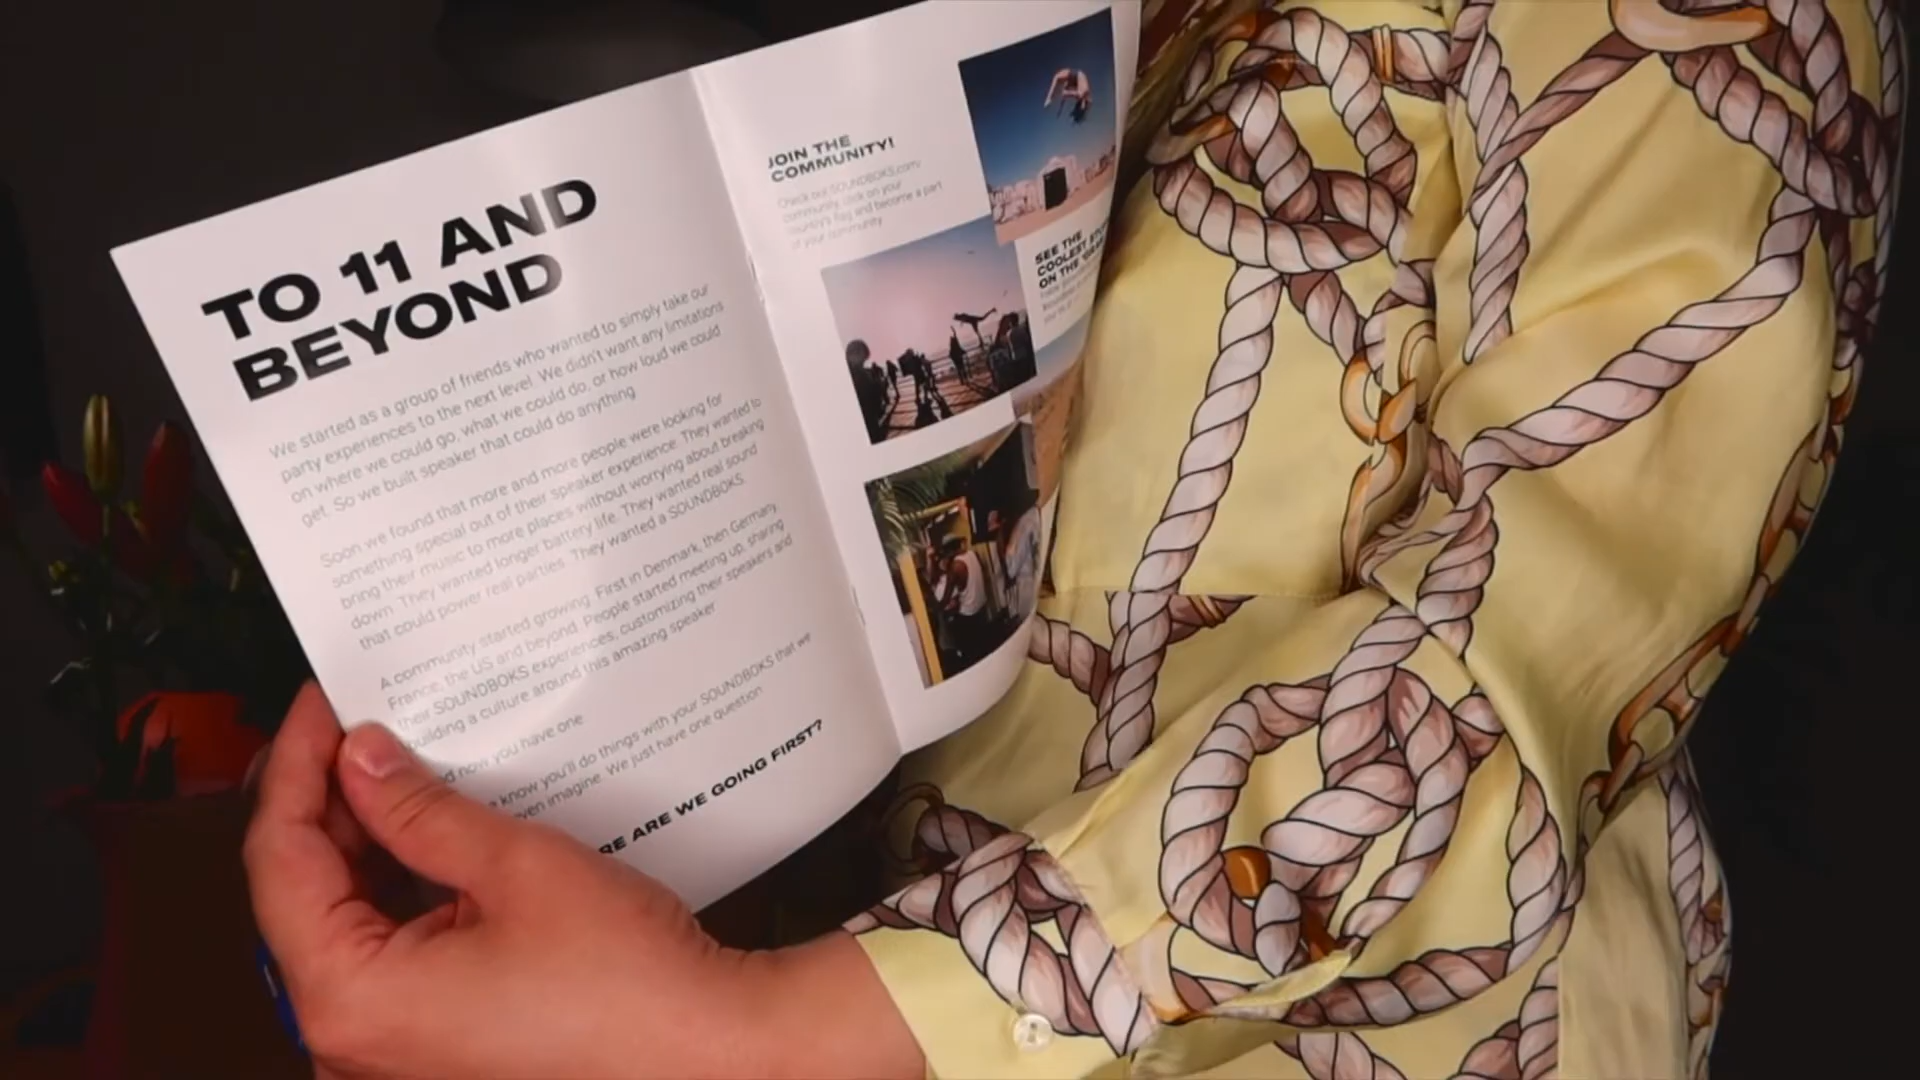 TO 11 AND
BEYOND
We started as a group of friends who wanted to simply take our
party experiences to the next level. We didn't want any limitations
on where we could go, what we could do, or how loud we could
get. So we built speaker that could do anything.
Soon we found that more and more people were looking for
something special out of their speaker experience. They wanted to
bring their music to more places without worrying about breaking
down. They wanted longer battery life. They wanted real sound
that could power real parties. They wanted a SOUNDBOKS.
A community started growing. First in Denmark, then Germany,
France, the US and beyond. People started meeting up, sharing
their SOUNDBOKS experiences, customizing their speakers and
building a culture around this amazing speaker.
d now you have one.
know you'll do things with your SOUNDBOKS that we
ven imagine. We just have one question
RE ARE WE GOING FIRST?
JOIN THE
COMMUNITY!
Check out SOUNDBOKS.com/
community, click on your
country's flag and become a part
of your community
SEE THE
COOLEST
ON THE